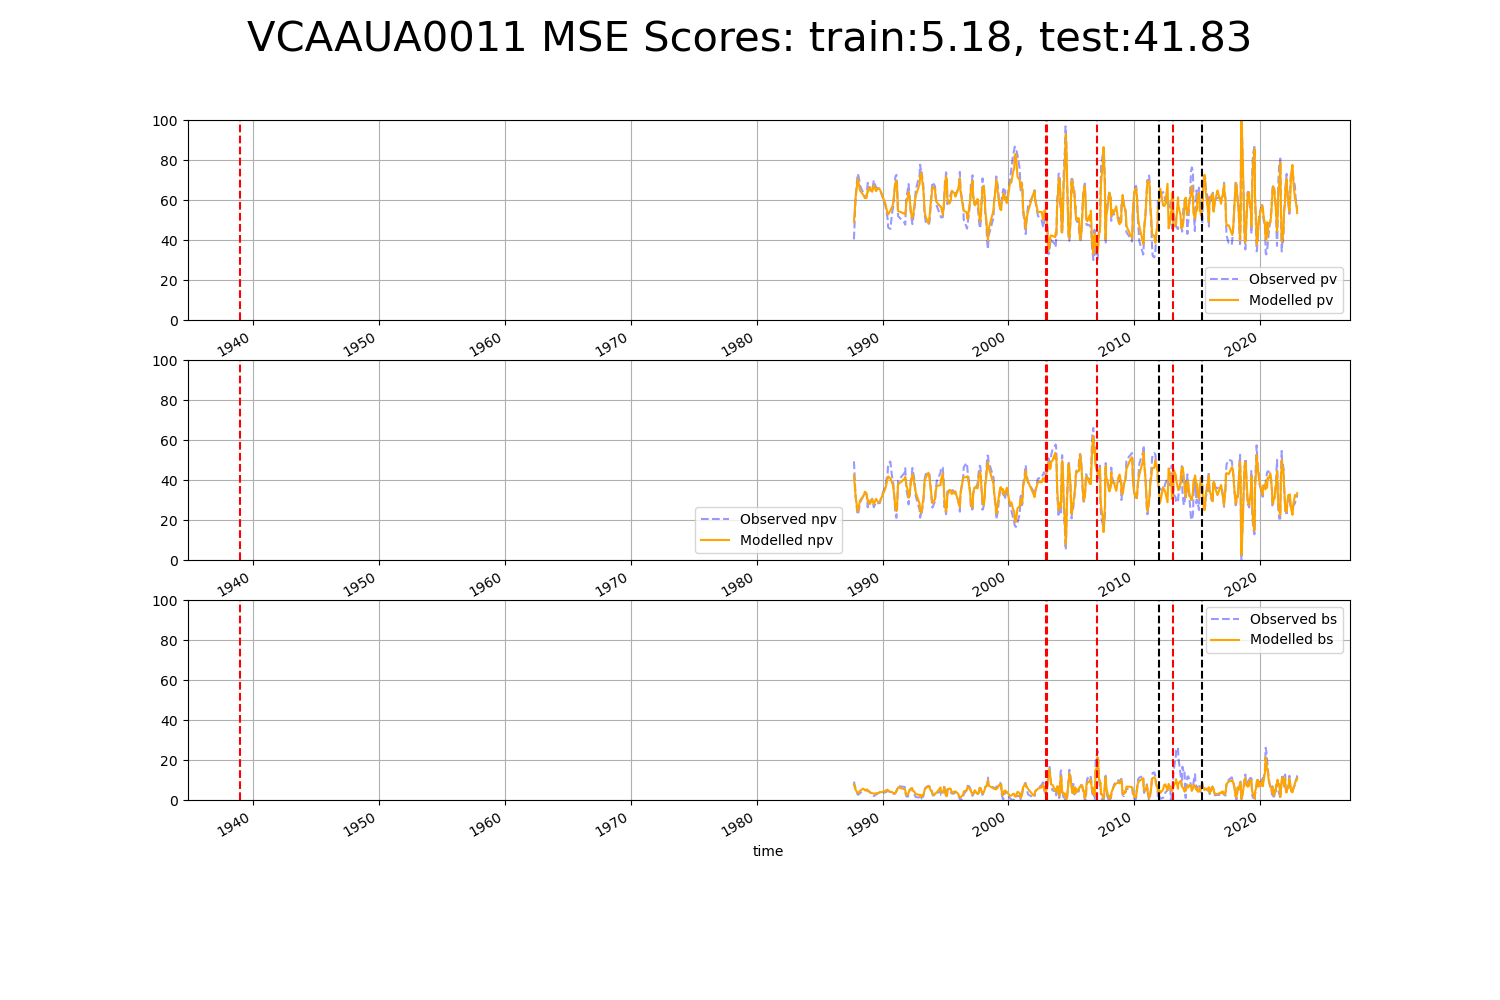 VCAAUA0011 MSE Scores: train:5.18, test:41.83
100
80
60
40
20
0
Observed pv
Modelled pv
1940 1950 1960 1970 1980 1990 2000 2010 2020
100
80
60
40
20
0
Observed npv
Modelled npv
1940 1950 1960 1970 1980 1990 2000 2010 2020
100
80
60
40
20
0
Observed bs
Modelled bs
1940 1950 1960 1970 1980 1990 2000 2010 2020
time